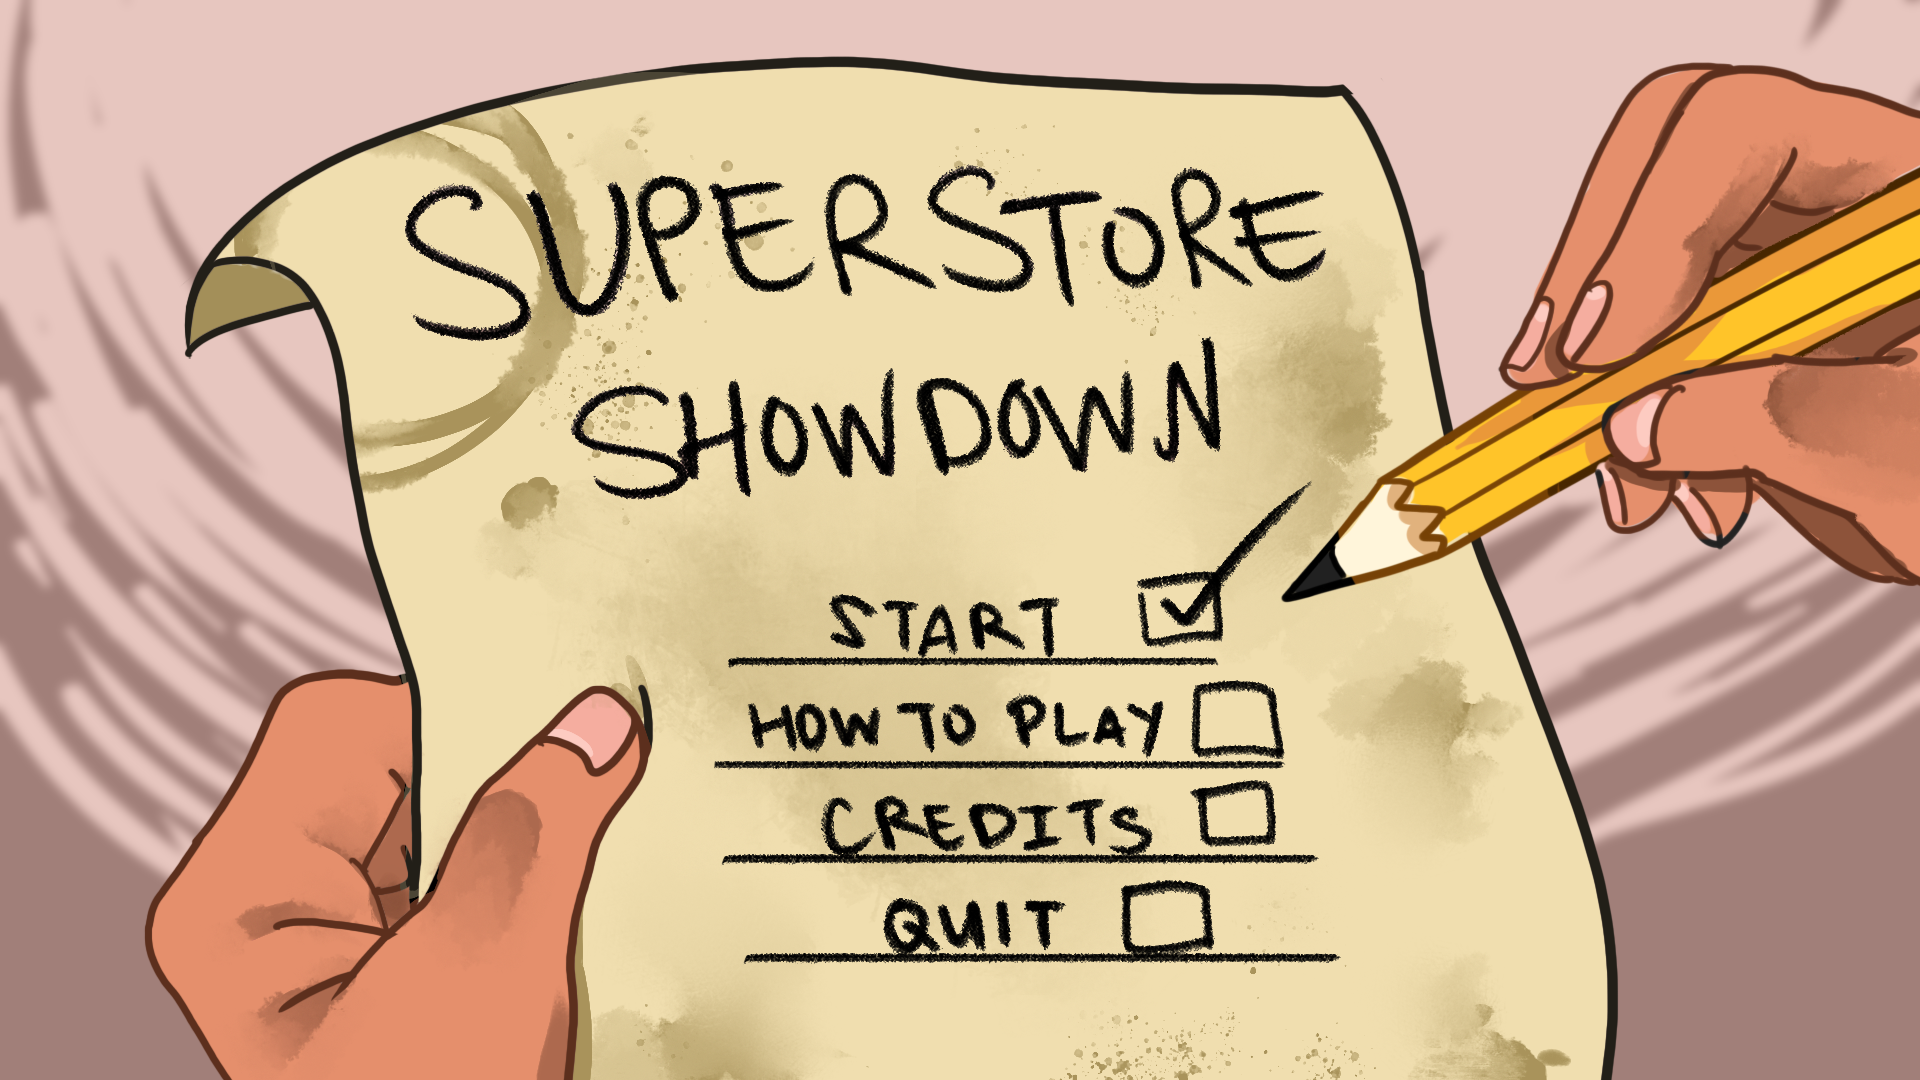 SUPERSTORE
SHOWDOWN
START
HOW TO PLAY
CREDITS
QUIT